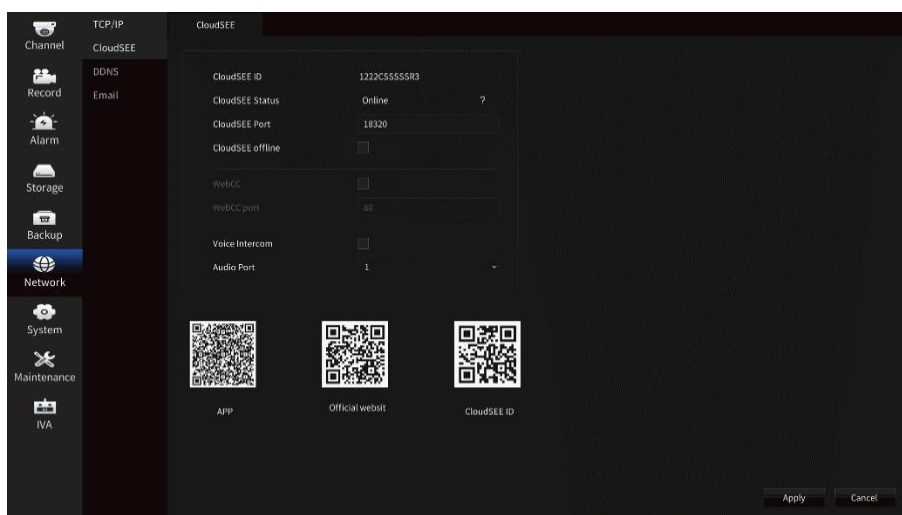 Channel
Record
Alarm
Storage
Backup
Network
System
Maintenance
IVA
TCP/IP
CloudSEE
DDNS
Email
CloudSEE
CloudSEE ID 1222CSSSSSR3
CloudSEE Status Online ?
CloudSEE Port 18320
CloudSEE offline
WebCC
WebCC port 80
Voice Intercom
Audio Port 1
APP
Official websit
CloudSEE ID
Apply Cancel